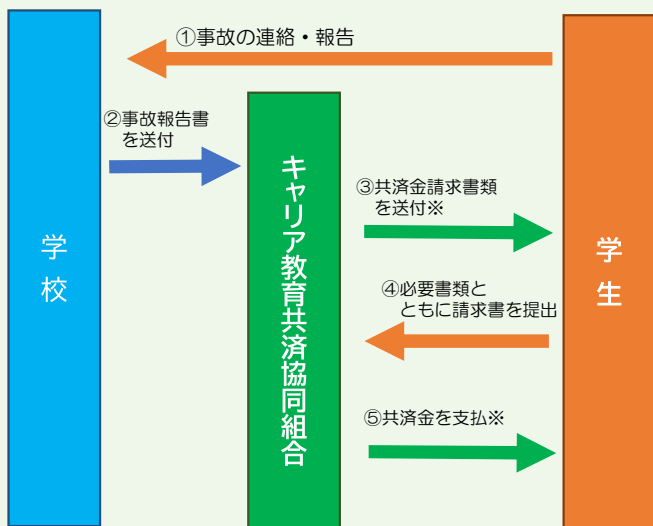 ①事故の連絡・報告
②事故報告書
を送付
③共済金請求書類
を送付※
④必要書類と
ともに請求書を提出
⑤共済金を支払※
学校
キャリア教育共済協同組合
学生